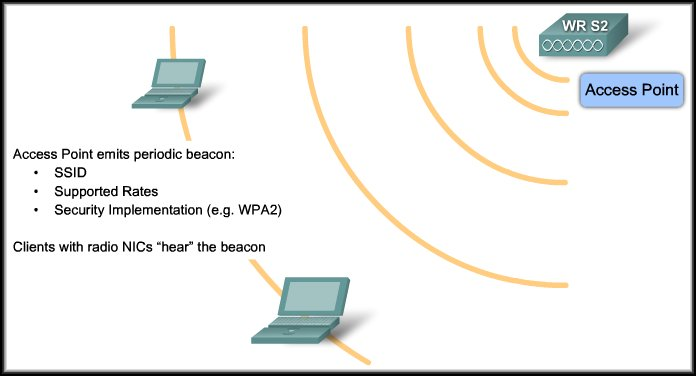 WR S2
Access Point
Access Point emits periodic beacon:
• SSID
• Supported Rates
• Security Implementation (e.g. WPA2)
Clients with radio NICs “hear” the beacon